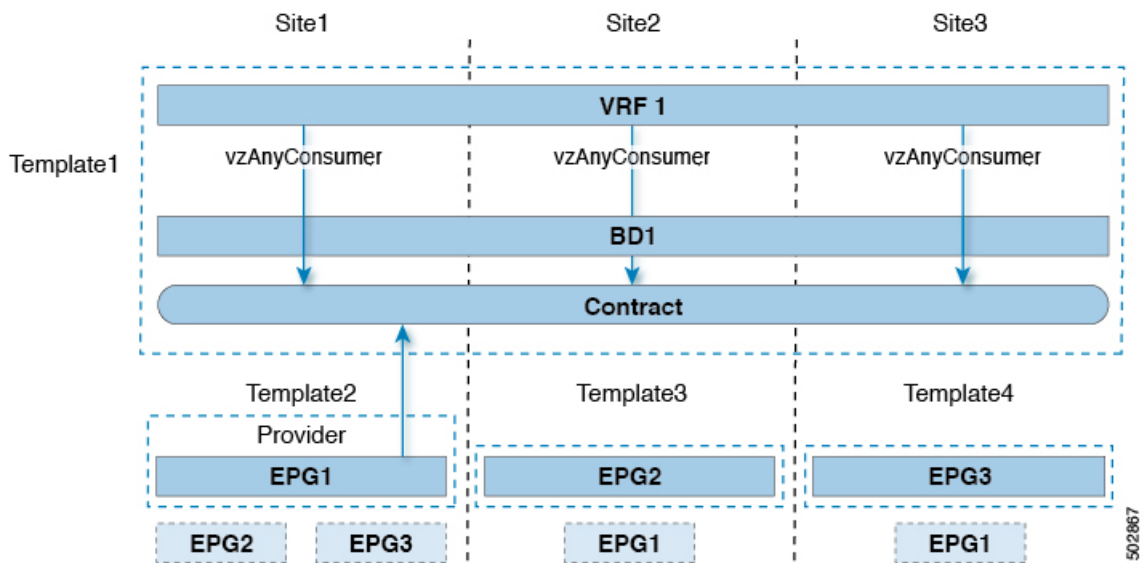 Site1 Site2 Site3
VRF 1
Template1
vzAnyConsumer vzAnyConsumer vzAnyConsumer
BD1
Contract
Template2 Template3 Template4
Provider
EPG1 EPG2 EPG3
EPG2 EPG3 EPG1 EPG1
502867